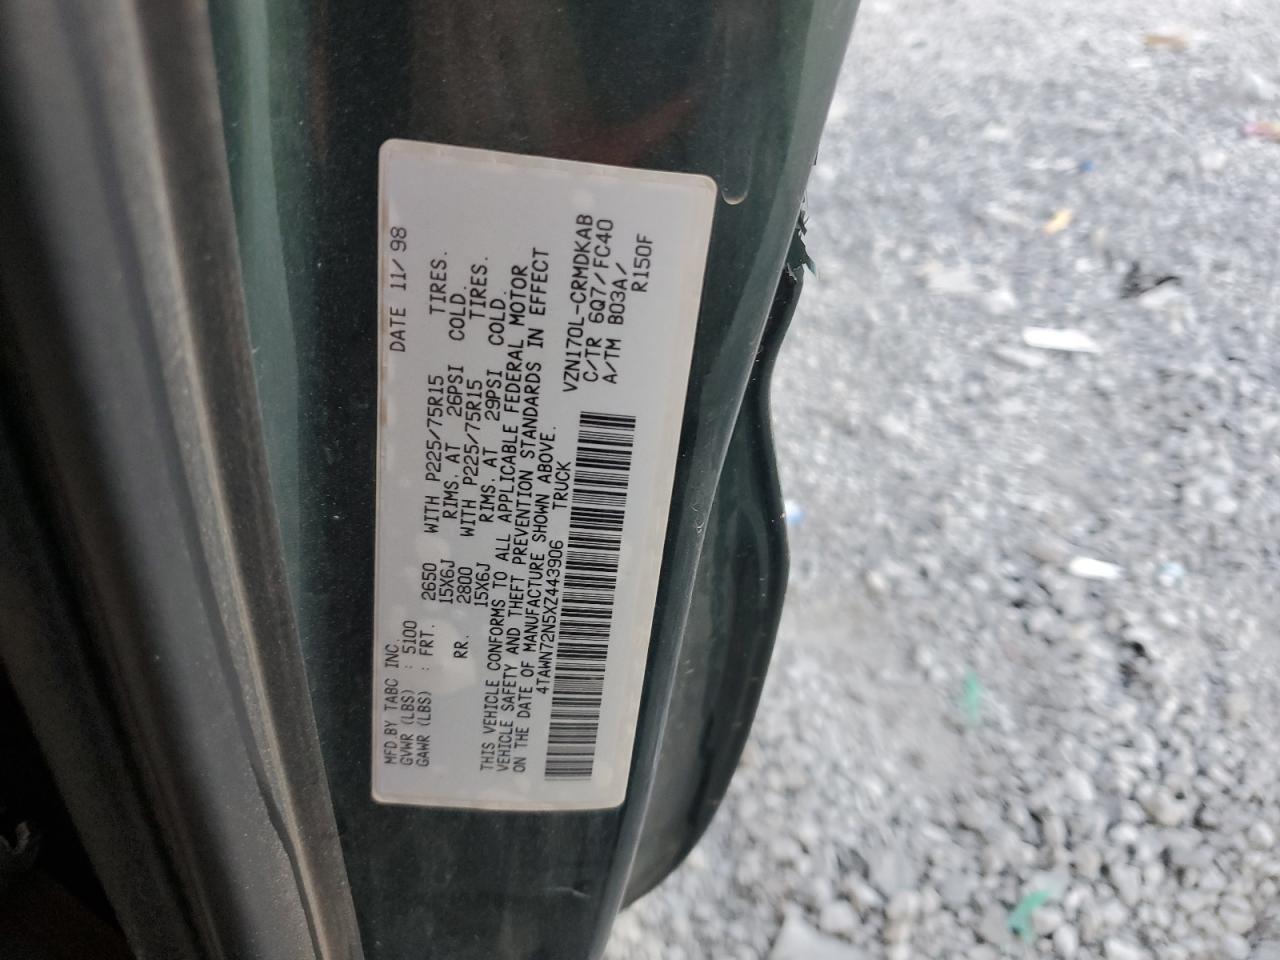 MFD.BY TABC INC. DATE 11/98
GVWR (LBS) : 5100
GAWR (LBS) : FRT. 2650 WITH P225/75R15 TIRES.
15X6J RIMS. AT 26PSI COLD.
RR. 2800 WITH P225/75R15 TIRES.
15X6J RIMS. AT 29PSI COLD.
THIS VEHICLE CONFORMS TO ALL APPLICABLE FEDERAL MOTOR
VEHICLE SAFETY AND THEFT PREVENTION STANDARDS IN EFFECT
ON THE DATE OF MANUFACTURE SHOWN ABOVE.
4TAWN72N5XZ443906 TRUCK
VZN170L-CRMDKAB
C/TR 6Q7/FC40
A/TM B03A/
R150F